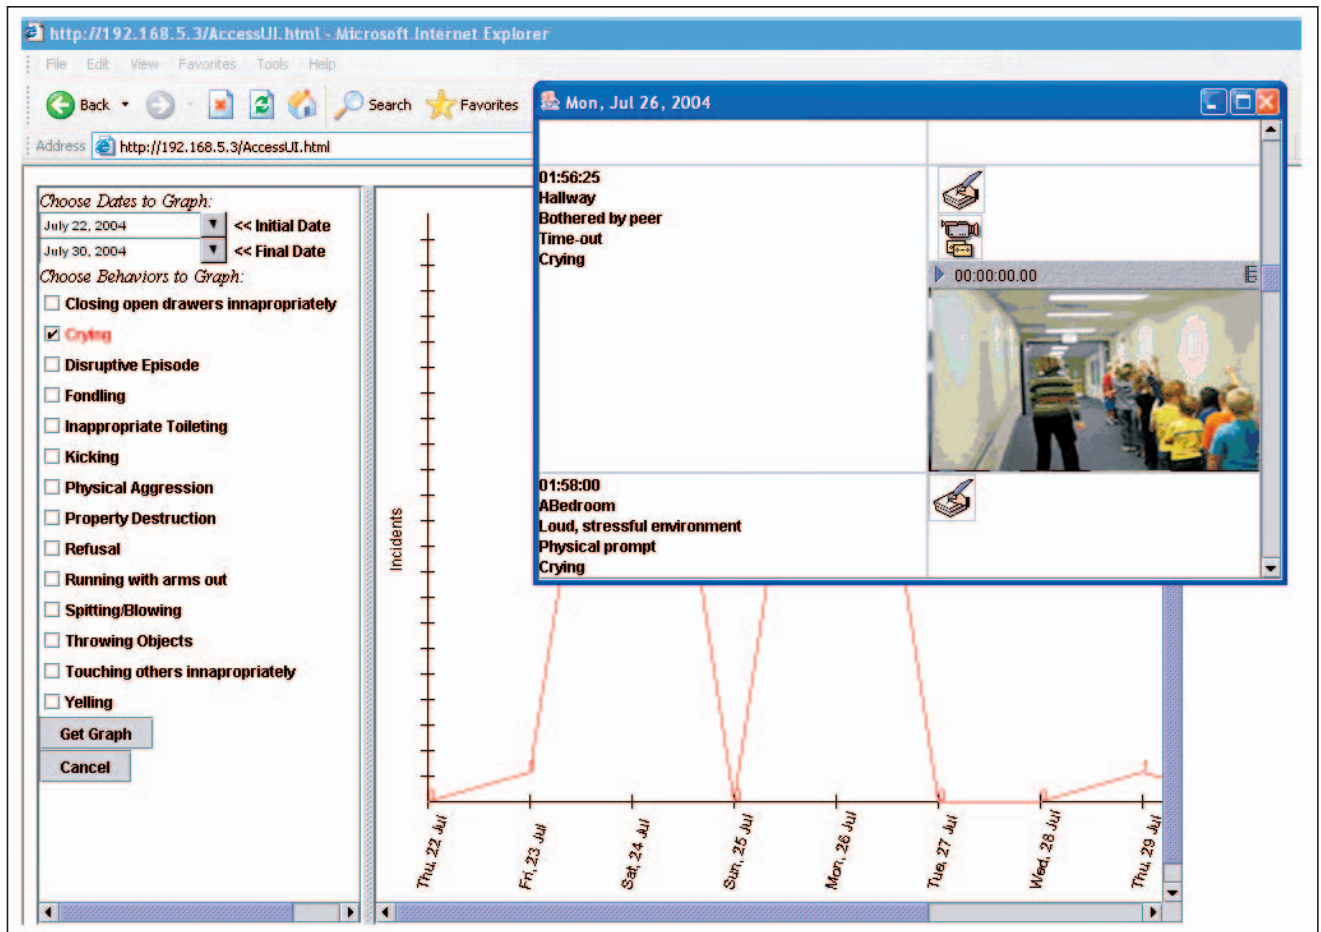 http://192.168.5.3/AccessUI.html - Microsoft Internet Explorer
File Edit View Favorites Tools Help
Back Search Favorites
Address http://192.168.5.3/AccessUI.html
Choose Dates to Graph:
July 22, 2004 << Initial Date
July 30, 2004 << Final Date
Choose Behaviors to Graph:
Closing open drawers innapropriately
Crying
Disruptive Episode
Fondling
Inappropriate Toileting
Kicking
Physical Aggression
Property Destruction
Refusal
Running with arms out
Spitting/Blowing
Throwing Objects
Touching others innapropriately
Yelling
Get Graph
Cancel
Mon, Jul 26, 2004
01:56:25
Hallway
Bothered by peer
Time-out
Crying
00:00:00.00
01:58:00
ABedroom
Loud, stressful environment
Physical prompt
Crying
Incidents
Thu, 22 Jul
Fri, 23 Jul
Sat, 24 Jul
Sun, 25 Jul
Mon, 26 Jul
Tue, 27 Jul
Wed, 28 Jul
Thu, 29 Jul